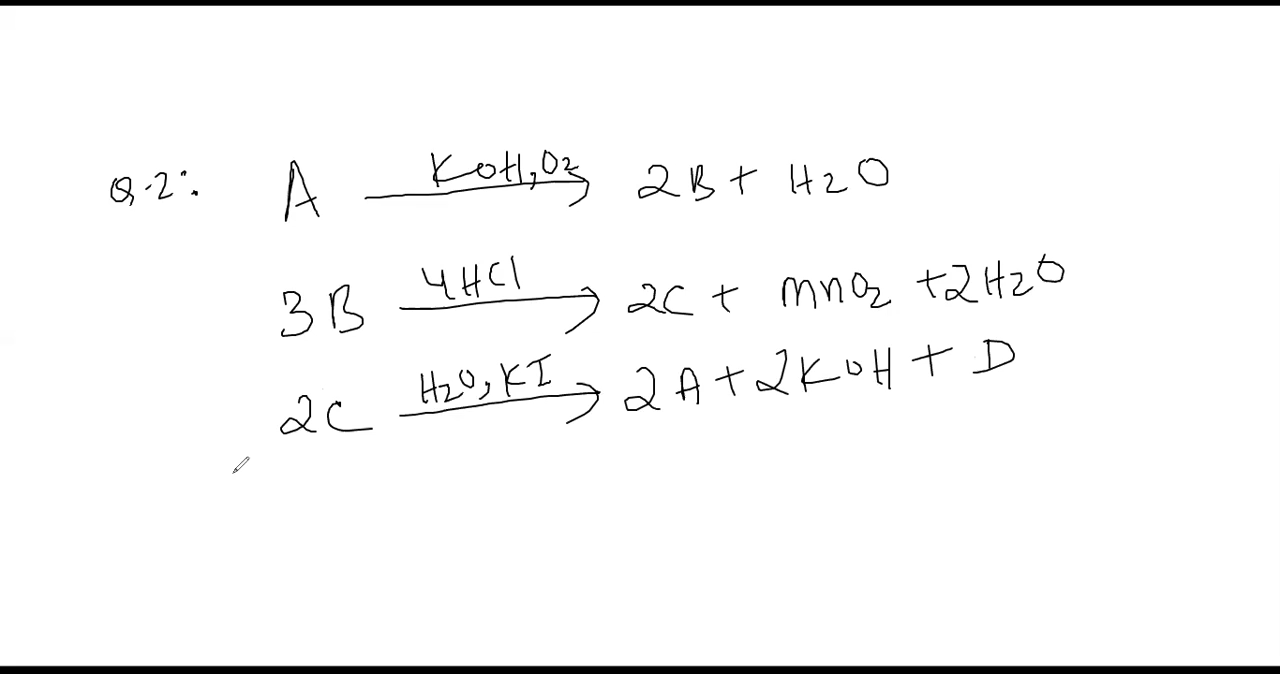 Q.2: A KOH, O2 2B + H2O
3B 4HCl 2C + MnO2 + 2H2O
2C H2O, KI 2A + 2KOH + D